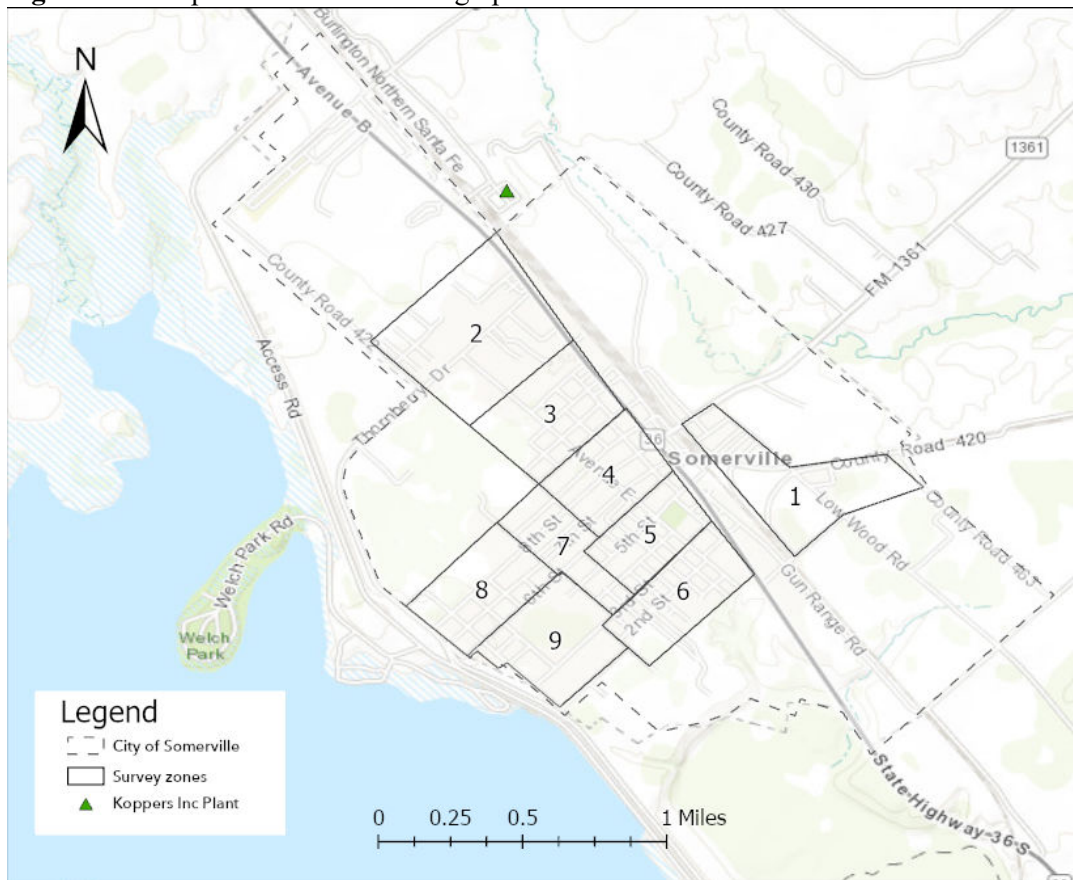 N
Burlington Northern Santa Fe
Avenue B
County Road 430
County Road 427
1361
FM 1361
County Road 42
Access Rd
Thornberry Dr
2
3
4
Avenue E
36
Somerville
County Road 420
1
Low Wood Rd
County Road 463
5
5th St
7
6
8
9
2nd St
Gun Range Rd
Welch Park Rd
Welch
Park
State Highway 36 S
Legend
City of Somerville
Survey zones
Koppers Inc Plant
0 0.25 0.5 1 Miles